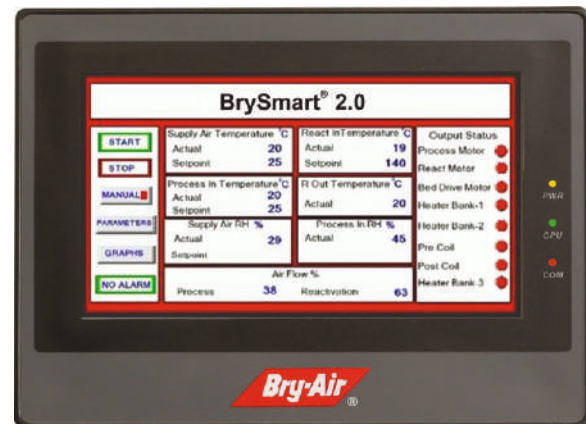 BrySmart® 2.0
START
STOP
MANUAL
PARAMETERS
GRAPHS
NO ALARM
Supply Air Temperature °C
Actual 20
Setpoint 25
React InTemperature °C
Actual 19
Setpoint 140
Process In Temperature °C
Actual 20
Setpoint 25
R Out Temperature °C
Actual 20
Supply Air RH %
Actual 29
Setpoint
Process In RH %
Actual 45
Air Flow %
Process 38 Reactivation 63
Output Status
Process Motor
React Motor
Bed Drive Motor
Heater Bank-1
Heater Bank-2
Pre Coil
Post Coil
Heater Bank 3
PWR
CPU
COM
Bry-Air®